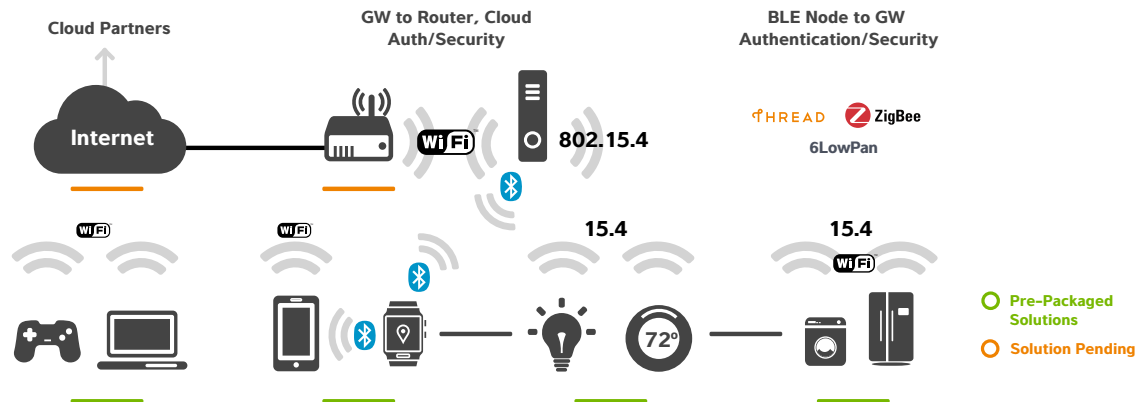 Cloud Partners
GW to Router, Cloud
Auth/Security
BLE Node to GW
Authentication/Security
Internet
WiFi
802.15.4
THREAD
ZigBee
6LowPan
WiFi
WiFi
15.4
15.4
WiFi
72º
Pre-Packaged
Solutions
Solution Pending